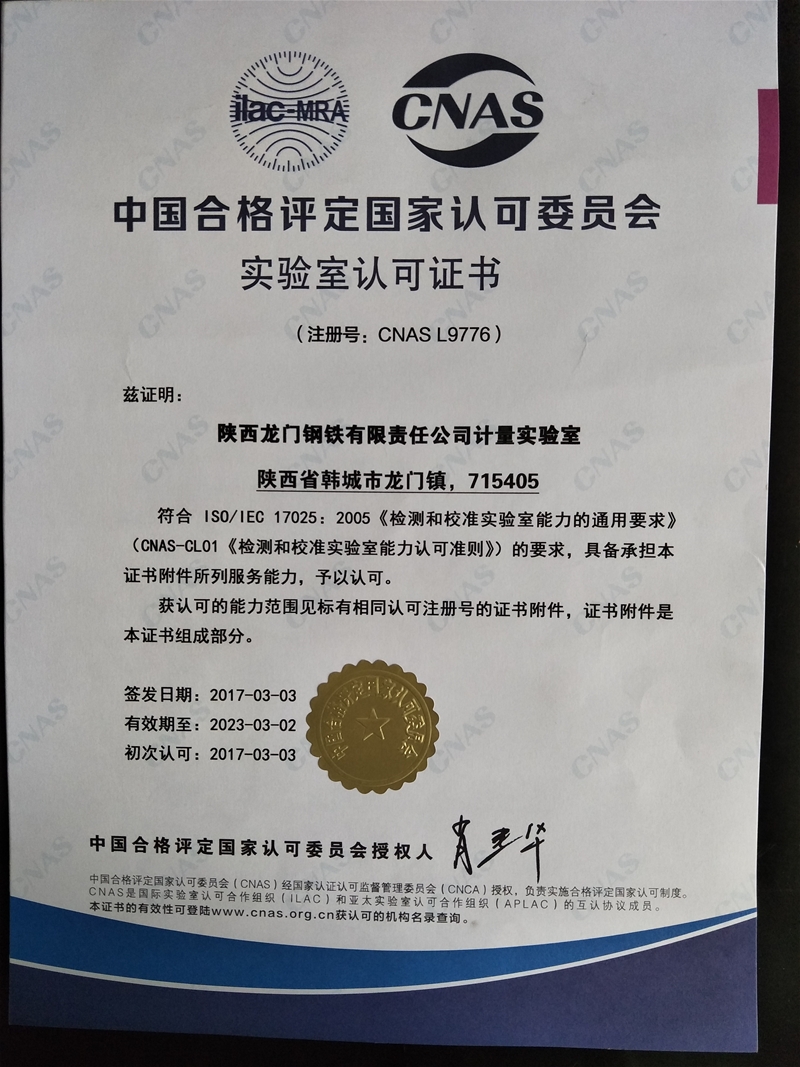 ilac-MRA
CNAS
中国合格评定国家认可委员会
实验室认可证书
（注册号：CNAS L9776）
兹证明：
陕西龙门钢铁有限责任公司计量实验室
陕西省韩城市龙门镇，715405
符合 ISO/IEC 17025：2005《检测和校准实验室能力的通用要求》
（CNAS-CL01《检测和校准实验室能力认可准则》）的要求，具备承担本
证书附件所列服务能力，予以认可。
获认可的能力范围见标有相同认可注册号的证书附件，证书附件是
本证书组成部分。
签发日期：2017-03-03
有效期至：2023-03-02
初次认可：2017-03-03
中国合格评定国家认可委员会
中国合格评定国家认可委员会授权人
中国合格评定国家认可委员会（CNAS）经国家认证认可监督管理委员会（CNCA）授权，负责实施合格评定国家认可制度。
CNAS是国际实验室认可合作组织（ILAC）和亚太实验室认可合作组织（APLAC）的互认协议成员。
本证书的有效性可登陆www.cnas.org.cn获认可的机构名录查询。